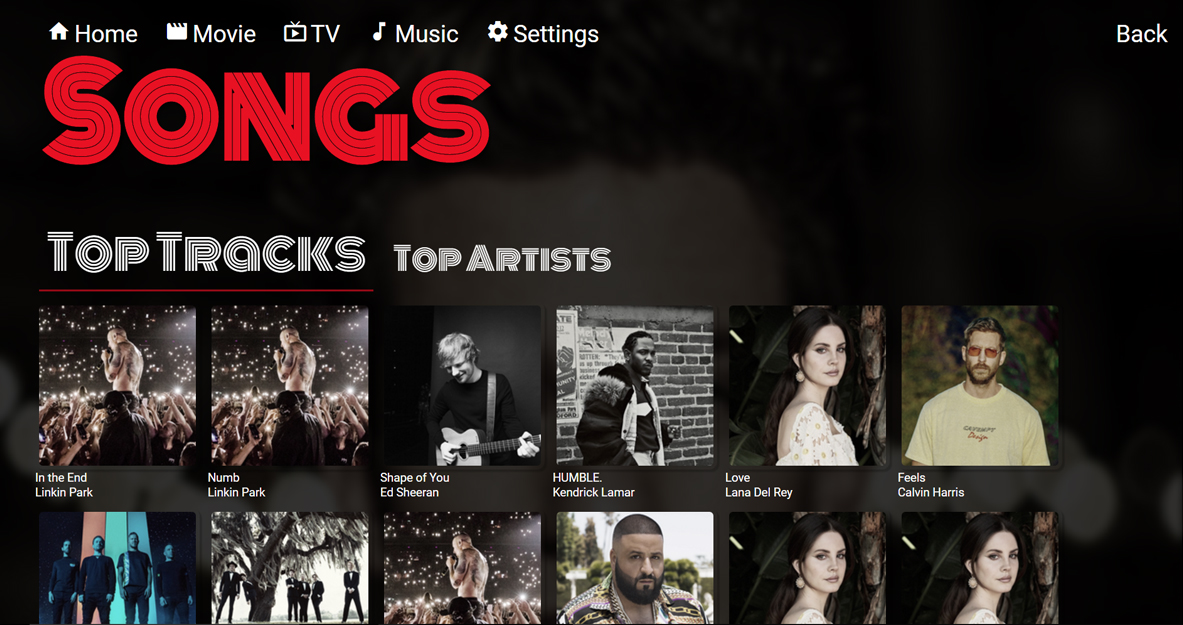 Home Movie TV Music Settings Back
Songs
Top Tracks Top Artists
In the End
Linkin Park
Numb
Linkin Park
Shape of You
Ed Sheeran
HUMBLE.
Kendrick Lamar
Love
Lana Del Rey
Feels
Calvin Harris